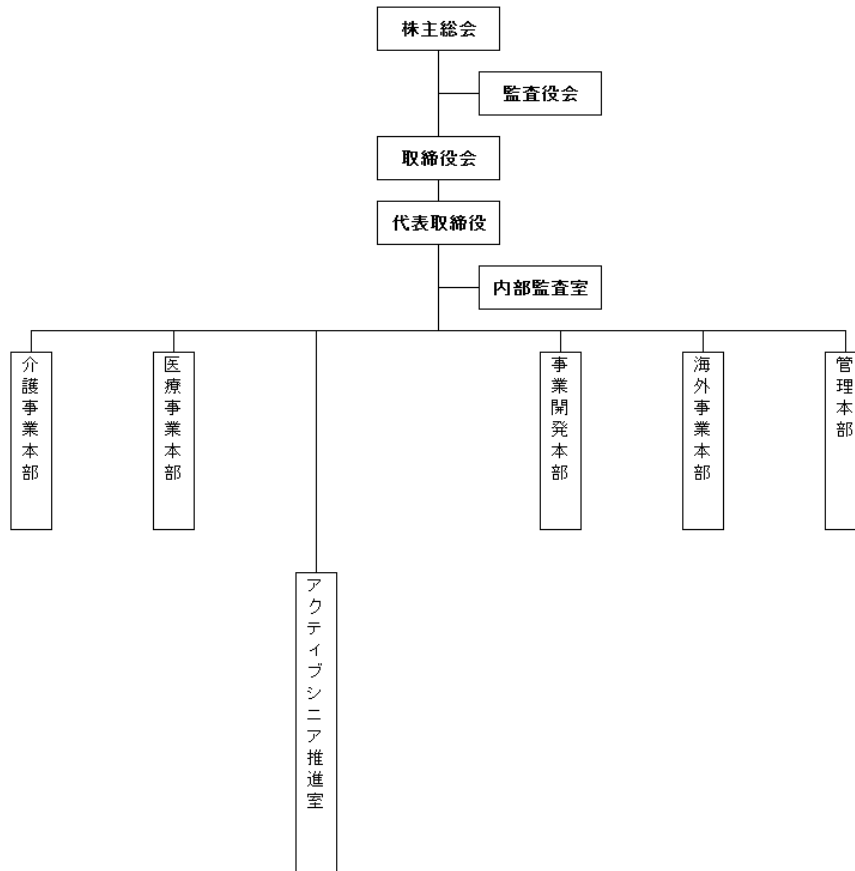 株主総会
監査役会
取締役会
代表取締役
内部監査室
介護事業本部
医療事業本部
アクティブシニア推進室
事業開発本部
海外事業本部
管理本部